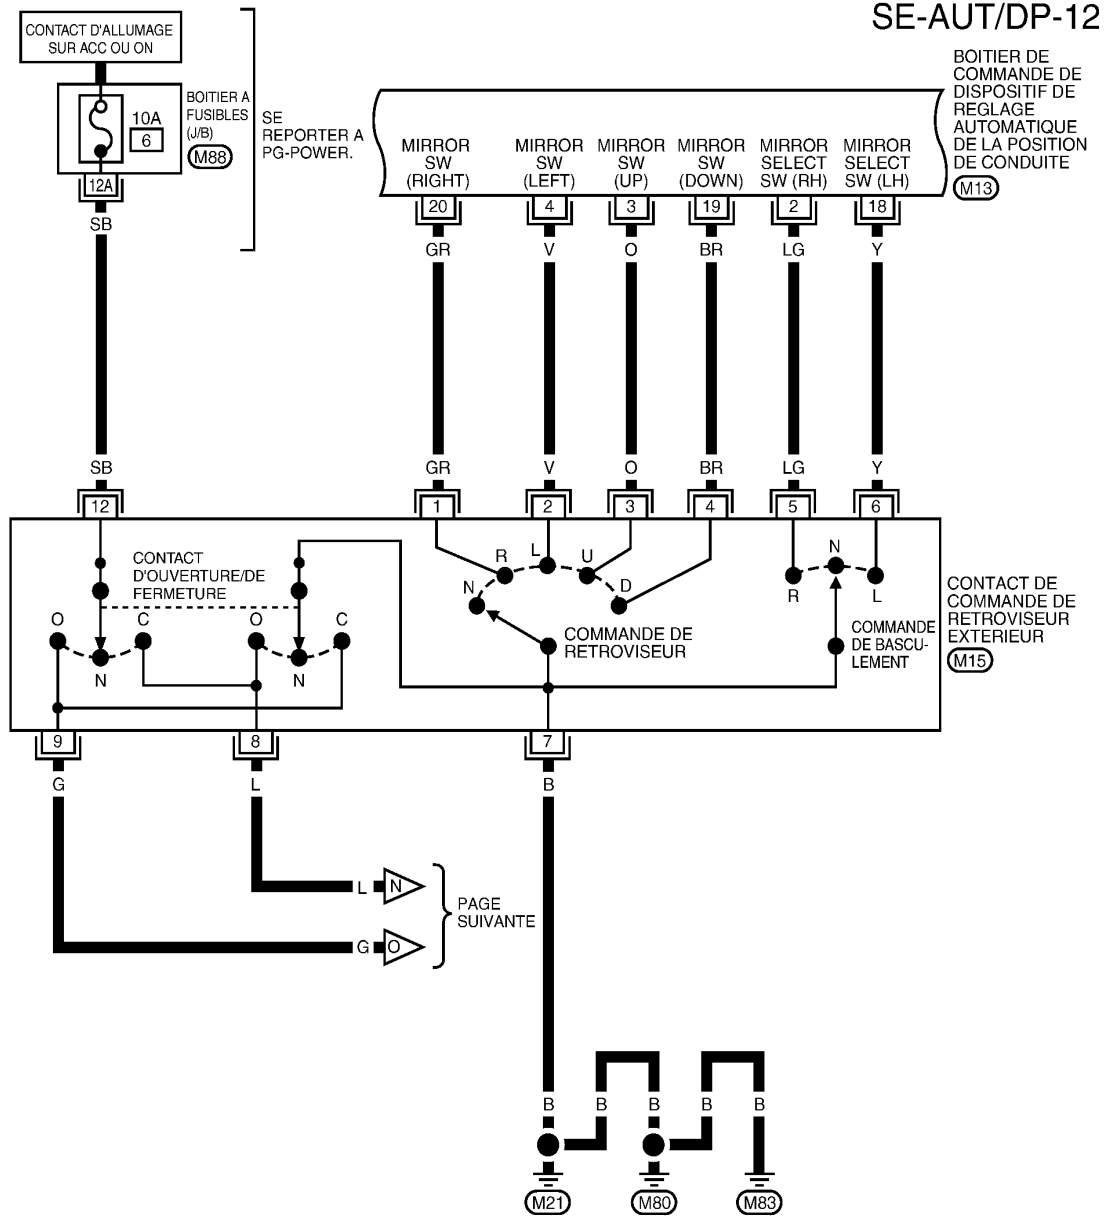 SE-AUT/DP-12
CONTACT D'ALLUMAGE
SUR ACC OU ON
10A
6
BOITIER A
FUSIBLES
(J/B)
M88
SE
REPORTER A
PG-POWER.
12A
SB
BOITIER DE
COMMANDE DE
DISPOSITIF DE
REGLAGE
AUTOMATIQUE
DE LA POSITION
DE CONDUITE
M13
MIRROR
SW
(RIGHT)
MIRROR
SW
(LEFT)
MIRROR
SW
(UP)
MIRROR
SW
(DOWN)
MIRROR
SELECT
SW (RH)
MIRROR
SELECT
SW (LH)
20 4 3 19 2 18
GR V O BR LG Y
SB GR V O BR LG Y
12 1 2 3 4 5 6
CONTACT
D'OUVERTURE/DE
FERMETURE
O C
N
O C
N
N R L U D
COMMANDE DE
RETROVISEUR
N
R L
COMMANDE
DE BASCU-
LEMENT
CONTACT DE
COMMANDE DE
RETROVISEUR
EXTERIEUR
M15
9 8 7
G L B
L N
G O
PAGE
SUIVANTE
B B B B B
M21 M80 M83